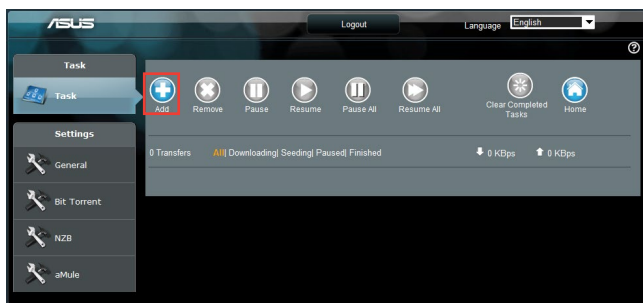 ASUS
Logout
Language English
Task
Task
Add Remove Pause Resume Pause All Resume All Clear Completed Tasks Home
Settings
0 Transfers All| Downloading| Seeding| Paused| Finished 0 KBps 0 KBps
General
Bit Torrent
NZB
aMule